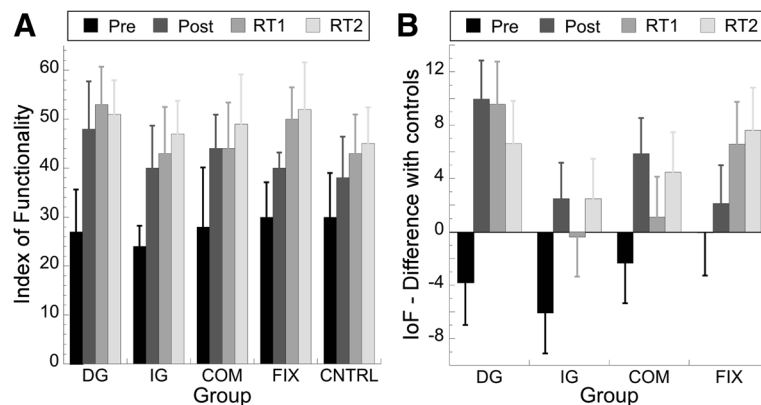 A
Pre Post RT1 RT2
Index of Functionality
60
50
40
30
20
10
0
DG IG COM FIX CNTRL
Group
B
Pre Post RT1 RT2
IoF - Difference with controls
12
8
4
0
-4
-8
DG IG COM FIX
Group